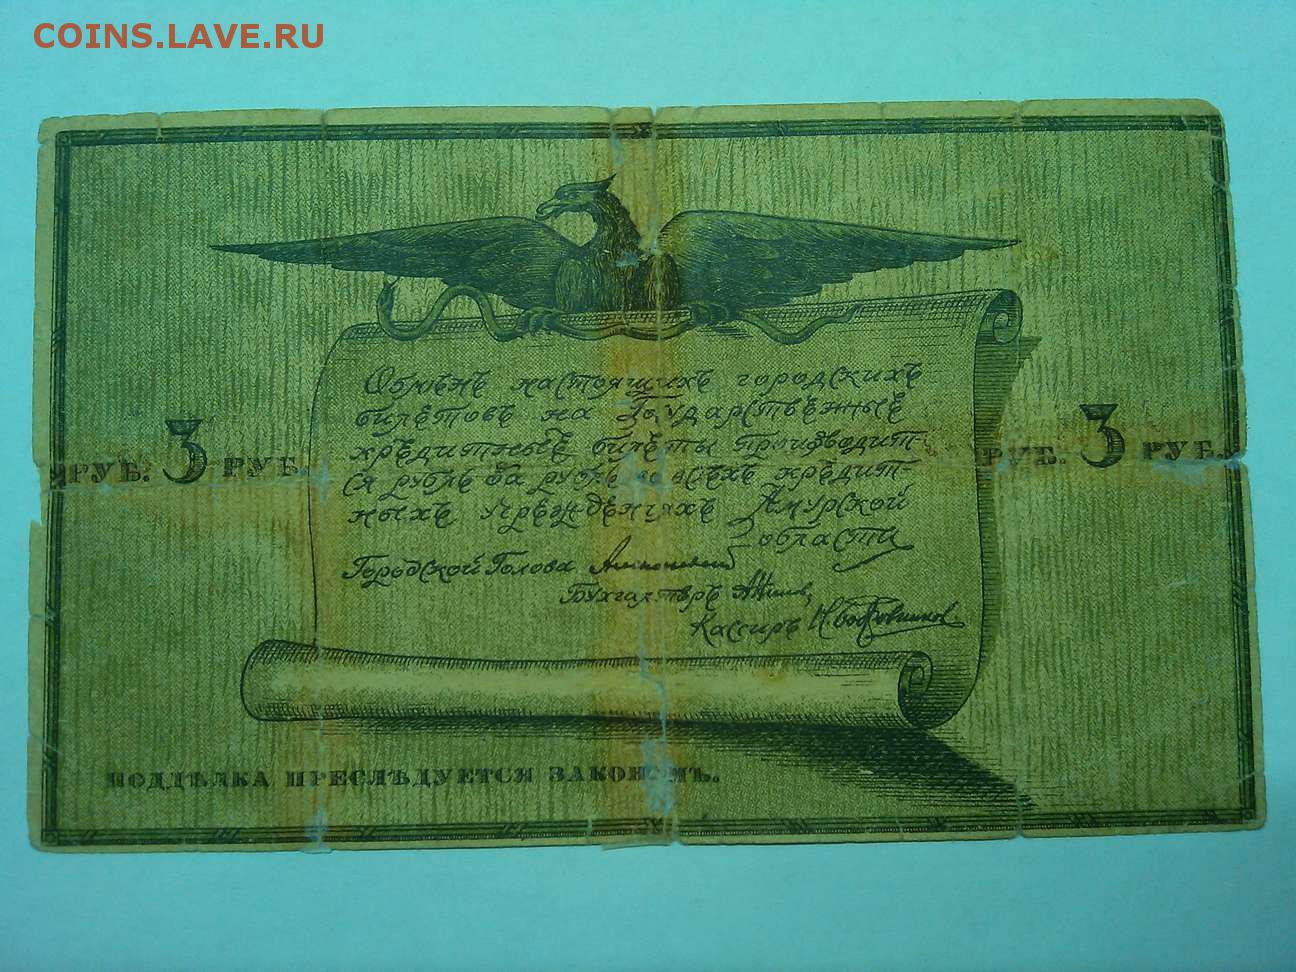 COINS.LAVE.RU
Обмѣнъ настоящихъ городскихъ
билетовъ на Государственные
кредитные билеты производит-
ся рубль за рубль во всѣхъ кредит-
ныхъ учрежденіяхъ Амурской
области
РУБ. 3 РУБ.
РУБ. 3 РУБ.
Городской Голова
Бухгалтеръ
Кассиръ
ПОДДѢЛКА ПРЕСЛѢДУЕТСЯ ЗАКОНОМЪ.